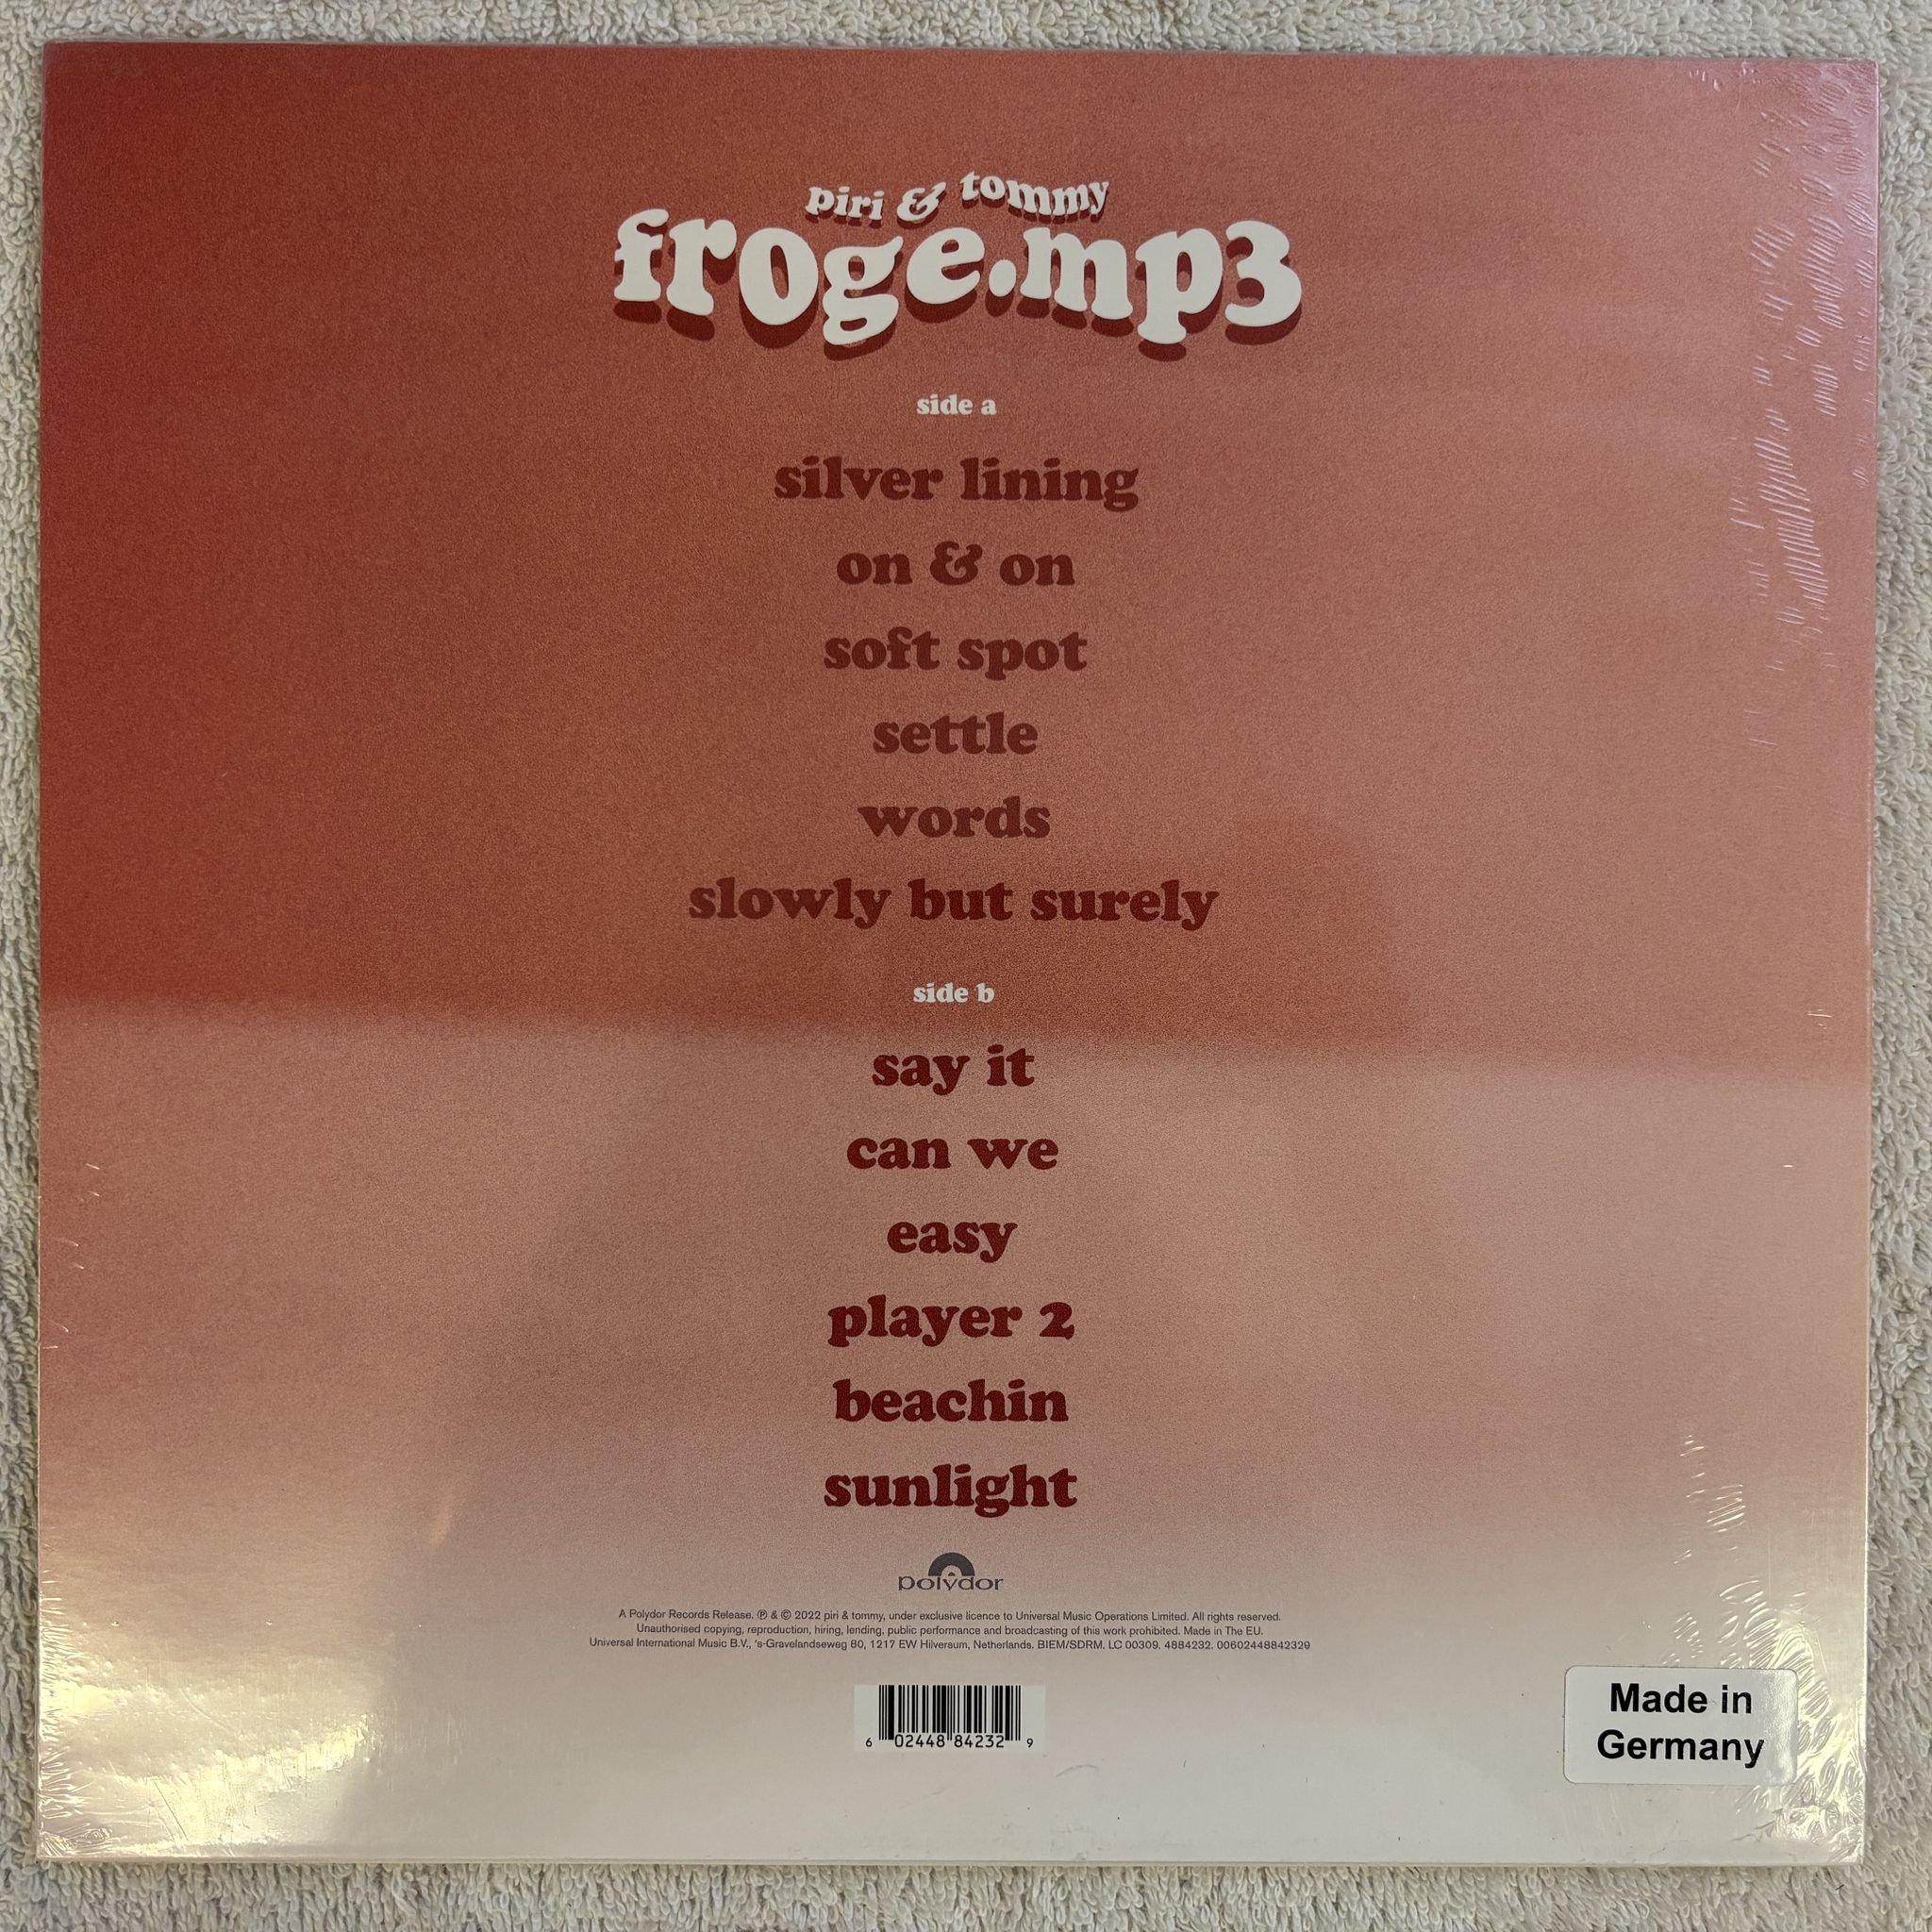 piri & tommy
froge.mp3
side a
silver lining
on & on
soft spot
settle
words
slowly but surely
side b
say it
can we
easy
player 2
beachin
sunlight
polydor
A Polydor Records Release. ℗ & © 2022 piri & tommy, under exclusive licence to Universal Music Operations Limited. All rights reserved.
Unauthorised copying, reproduction, hiring, lending, public performance and broadcasting of this work prohibited. Made in The EU.
Universal International Music B.V., 's-Gravelandseweg 80, 1217 EW Hilversum, Netherlands. BIEM/SDRM. LC 00309. 4884232. 00602448842329
6 02448 84232 9
Made in
Germany